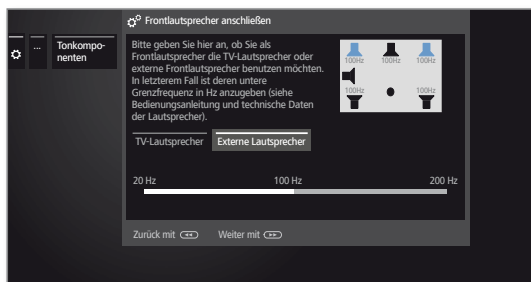 Frontlautsprecher anschließen
...
Tonkompo-
nenten
Bitte geben Sie hier an, ob Sie als
Frontlautsprecher die TV-Lautsprecher oder
externe Frontlautsprecher benutzen möchten.
In letzterem Fall ist deren untere
Grenzfrequenz in Hz anzugeben (siehe
Bedienungsanleitung und technische Daten
der Lautsprecher).
100Hz 100Hz 100Hz
100Hz 100Hz
TV-Lautsprecher Externe Lautsprecher
20 Hz 100 Hz 200 Hz
Zurück mit Weiter mit